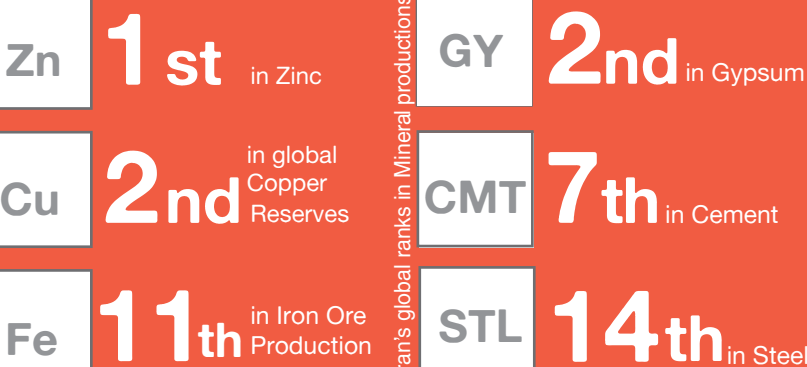 Zn
1st in Zinc
Cu
2nd in global
Copper
Reserves
Fe
11th in Iron Ore
Production
ran's global ranks in Mineral productions
GY
2nd in Gypsum
CMT
7th in Cement
STL
14th in Steel